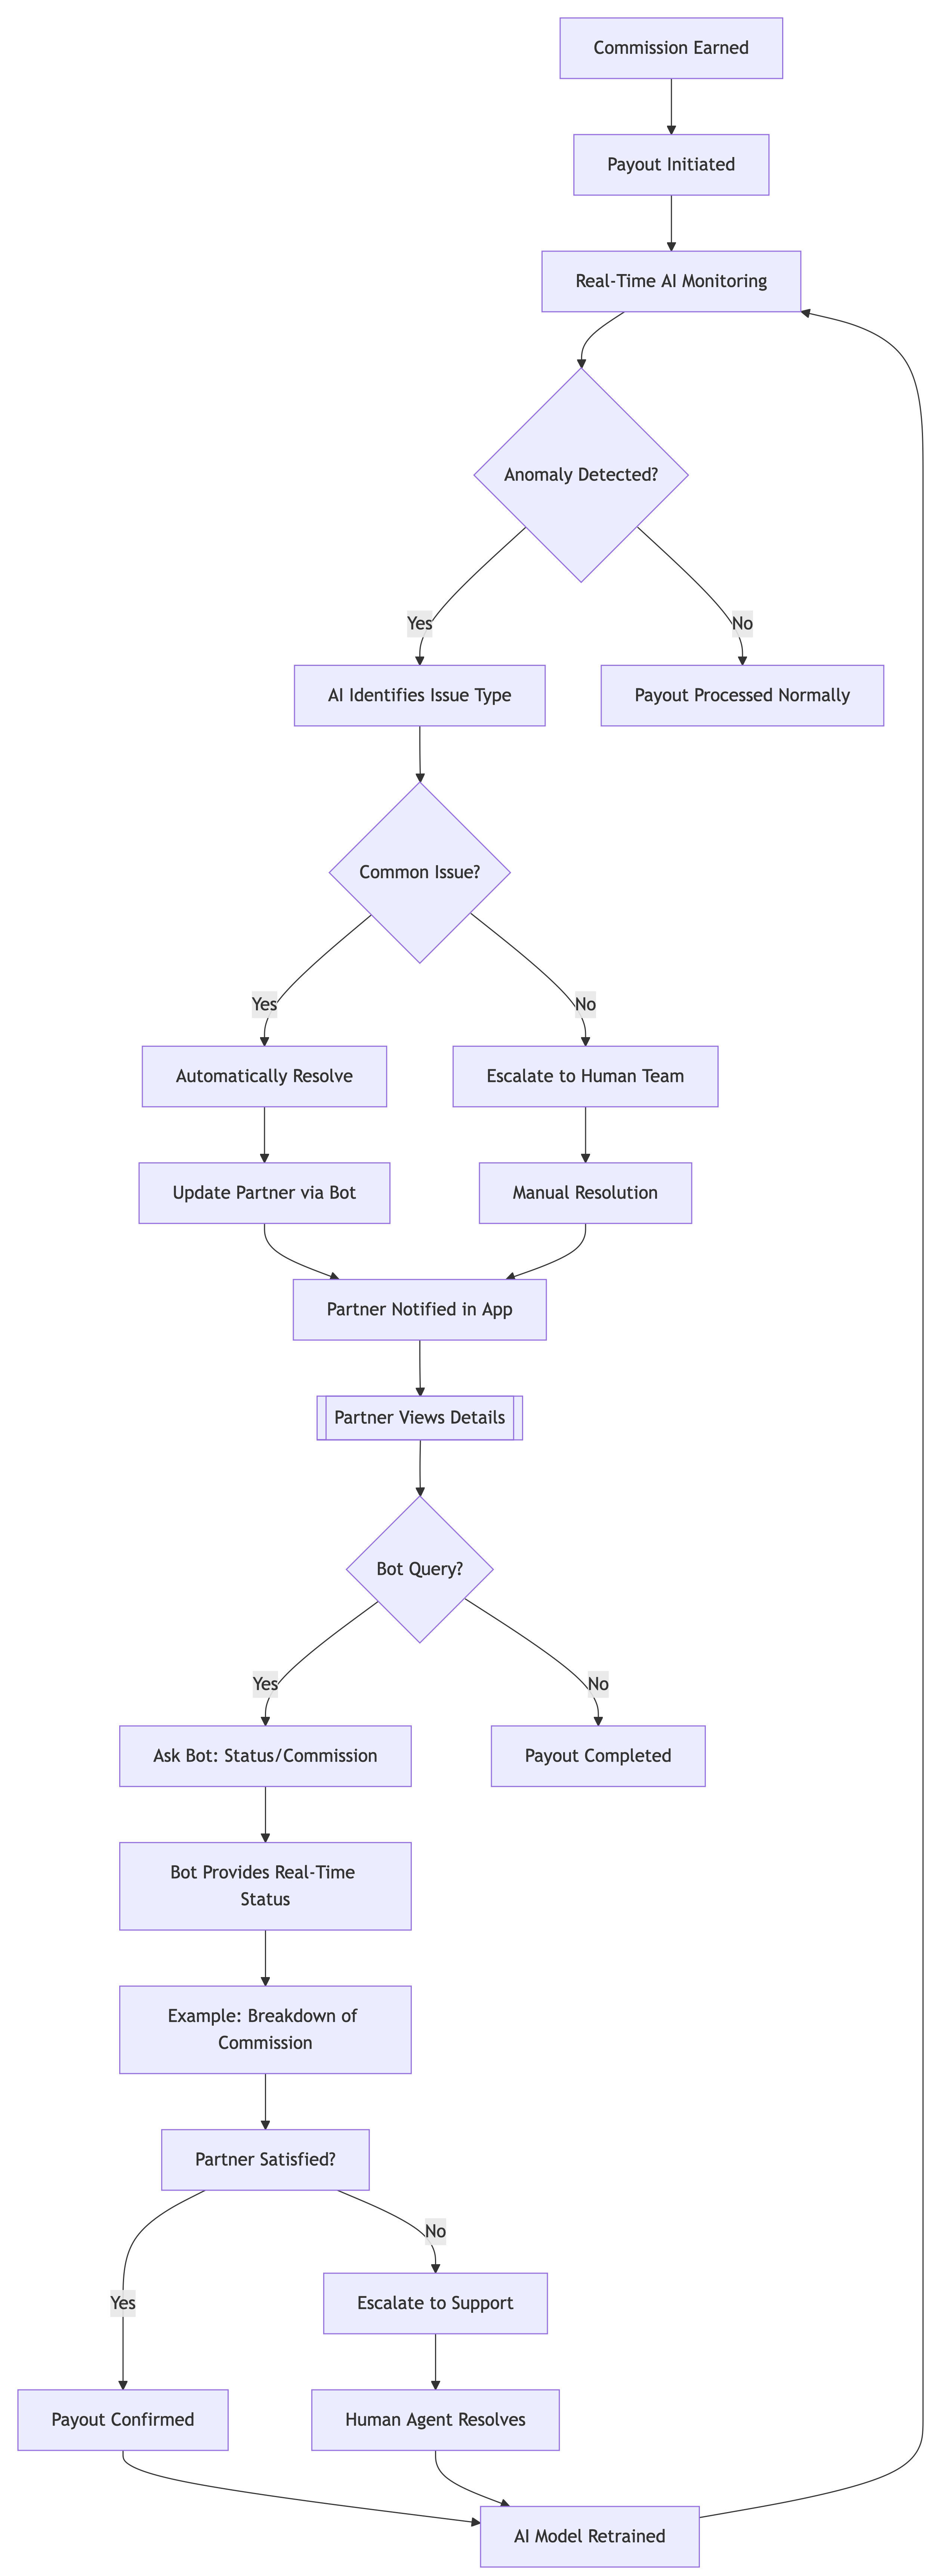 Commission Earned
Payout Initiated
Real-Time AI Monitoring
Anomaly Detected?
Yes
No
AI Identifies Issue Type
Payout Processed Normally
Common Issue?
Yes
No
Automatically Resolve
Escalate to Human Team
Update Partner via Bot
Manual Resolution
Partner Notified in App
Partner Views Details
Bot Query?
Yes
No
Ask Bot: Status/Commission
Payout Completed
Bot Provides Real-Time
Status
Example: Breakdown of
Commission
Partner Satisfied?
No
Yes
Escalate to Support
Payout Confirmed
Human Agent Resolves
AI Model Retrained